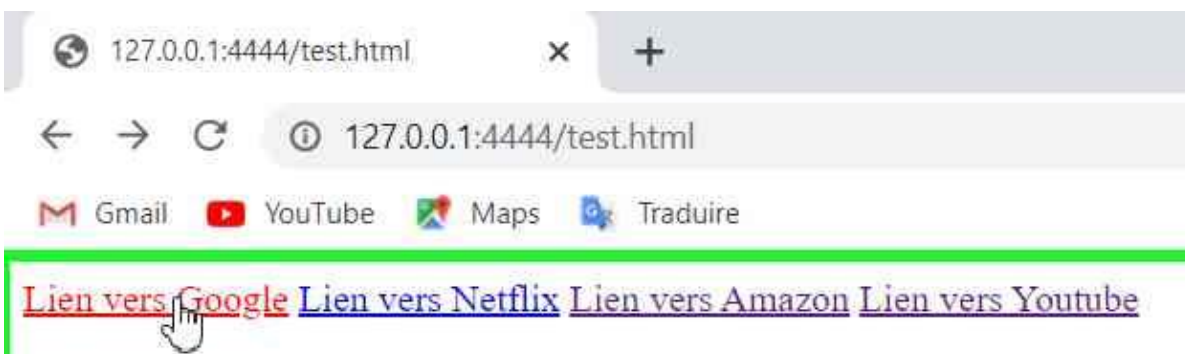 127.0.0.1:4444/test.html
127.0.0.1:4444/test.html
Gmail YouTube Maps Traduire
Lien vers Google Lien vers Netflix Lien vers Amazon Lien vers Youtube